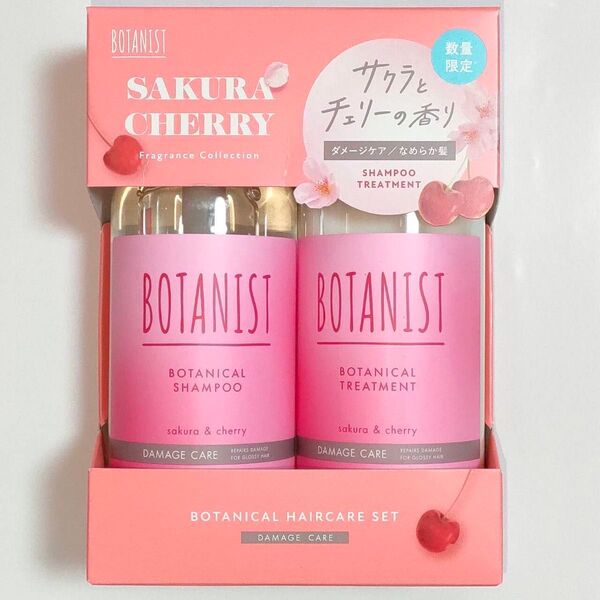 BOTANIST
SAKURA
CHERRY
Fragrance Collection
数量
限定
サクラと
チェリーの香り
ダメージケア/なめらか髪
SHAMPOO
TREATMENT
BOTANIST
BOTANICAL
SHAMPOO
sakura & cherry
DAMAGE CARE
REPAIRS DAMAGE
FOR GLOSSY HAIR
BOTANIST
BOTANICAL
TREATMENT
sakura & cherry
DAMAGE CARE
REPAIRS DAMAGE
FOR GLOSSY HAIR
BOTANICAL HAIRCARE SET
DAMAGE CARE